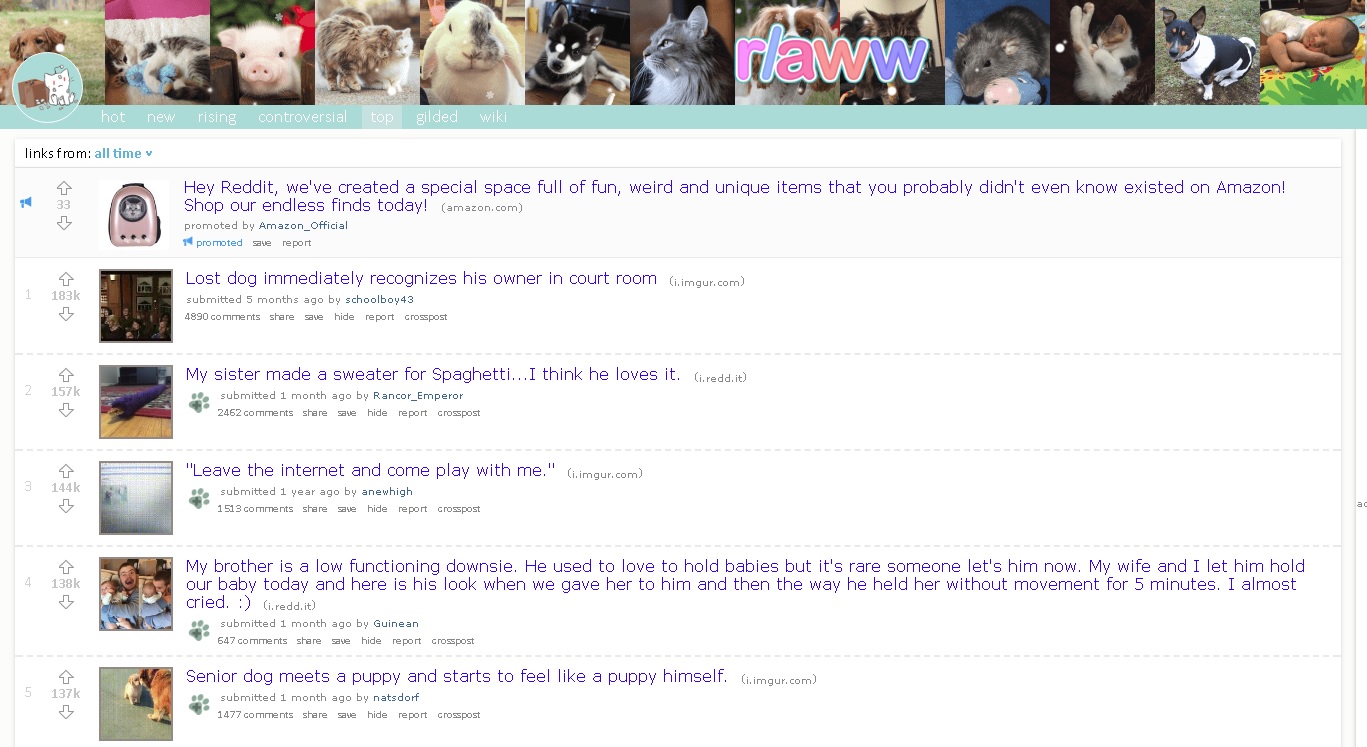 r/aww
hot new rising controversial top gilded wiki
links from: all time
33
Hey Reddit, we've created a special space full of fun, weird and unique items that you probably didn't even know existed on Amazon!
Shop our endless finds today! (amazon.com)
promoted by Amazon_Official
promoted save report
1
183k
Lost dog immediately recognizes his owner in court room (i.imgur.com)
submitted 5 months ago by schoolboy43
4890 comments share save hide report crosspost
2
157k
My sister made a sweater for Spaghetti...I think he loves it. (i.redd.it)
submitted 1 month ago by Rancor_Emperor
2462 comments share save hide report crosspost
3
144k
"Leave the internet and come play with me." (i.imgur.com)
submitted 1 year ago by anewhigh
1513 comments share save hide report crosspost
4
138k
My brother is a low functioning downsie. He used to love to hold babies but it's rare someone let's him now. My wife and I let him hold
our baby today and here is his look when we gave her to him and then the way he held her without movement for 5 minutes. I almost
cried. :) (i.redd.it)
submitted 1 month ago by Guinean
647 comments share save hide report crosspost
5
137k
Senior dog meets a puppy and starts to feel like a puppy himself. (i.imgur.com)
submitted 1 month ago by natsdorf
1477 comments share save hide report crosspost